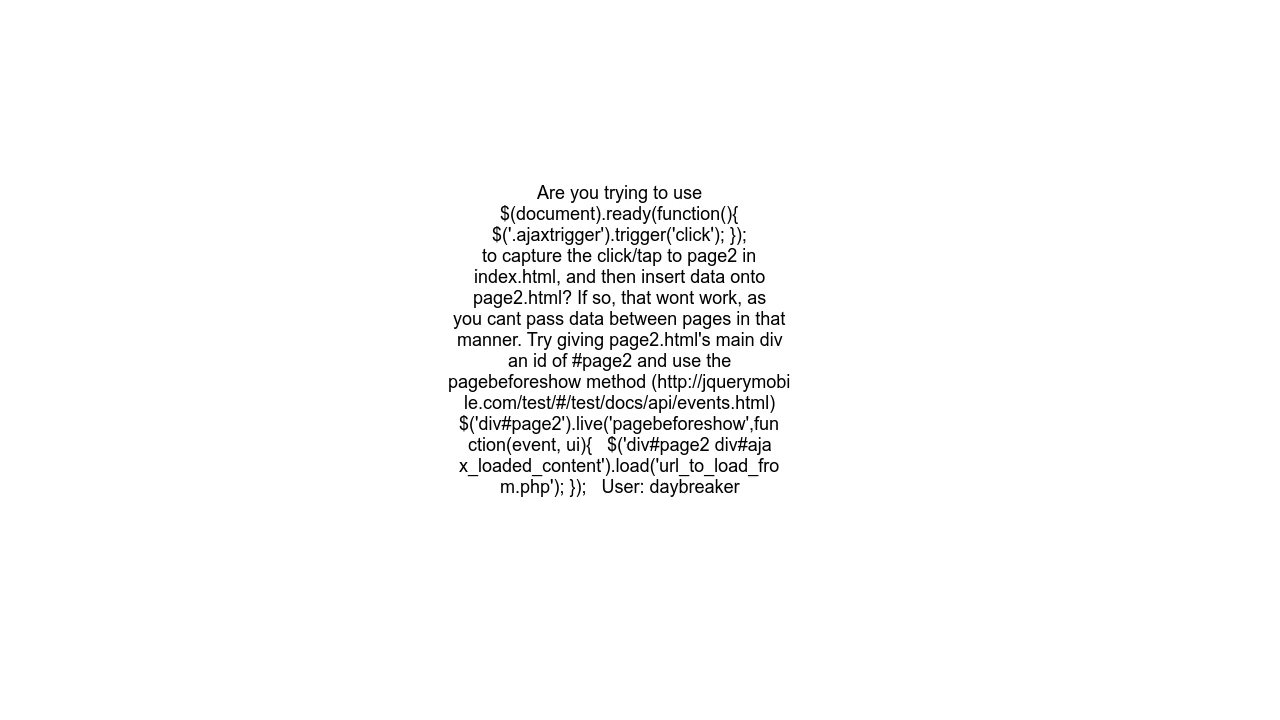 Are you trying to use
$(document).ready(function(){
$('.ajaxtrigger').trigger('click'); });
to capture the click/tap to page2 in
index.html, and then insert data onto
page2.html? If so, that wont work, as
you cant pass data between pages in that
manner. Try giving page2.html's main div
an id of #page2 and use the
pagebeforeshow method (http://jquerymobi
le.com/test/#/test/docs/api/events.html)
$('div#page2').live('pagebeforeshow',fun
ction(event, ui){   $('div#page2 div#aja
x_loaded_content').load('url_to_load_fro
m.php'); });   User: daybreaker